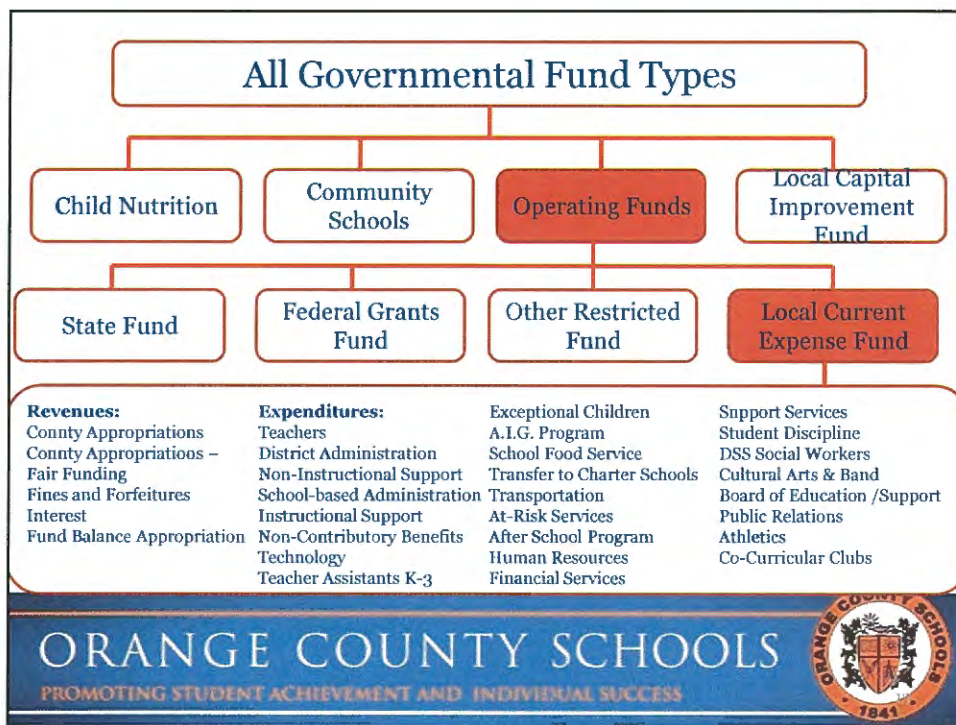 All Governmental Fund Types
Child Nutrition
Community
Schools
Operating Funds
Local Capital
Improvement
Fund
State Fund
Federal Grants
Fund
Other Restricted
Fund
Local Current
Expense Fund
Revenues:
Connty Appropriations
Connty Appropriatioos –
Fair Funding
Fines and Forfeitures
Interest
Fund Balance Appropriation
Expenditures:
Teachers
District Administration
Non-Instructional Support
School-based Administration
Instructional Support
Non-Contributory Benefits
Technology
Teacher Assistants K-3
Exceptional Children
A.I.G. Program
School Food Service
Transfer to Charter Schools
Transportation
At-Risk Services
After School Program
Human Resources
Financial Services
Snpport Services
Student Discipline
DSS Social Workers
Cultural Arts & Band
Board of Education /Support
Public Relations
Athletics
Co-Curricular Clubs
ORANGE COUNTY SCHOOLS
PROMOTING STUDENT ACHIEVEMENT AND INDIVIDUAL SUCCESS
ORANGE COUNTY SCHOOLS
1841